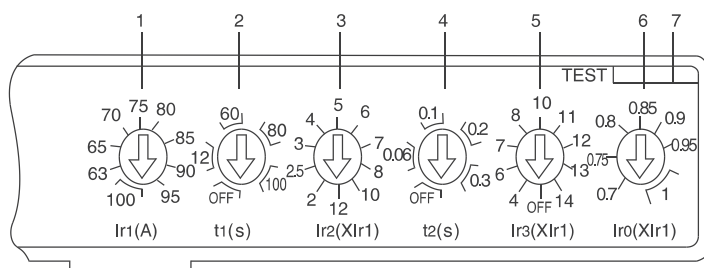 1 2 3 4 5 6 7
TEST
75 60 5 0.1 10 0.85
70 80 4 6 8 11 0.8 0.9
65 85 80 3 7 0.2 7 12 0.95
63 90 12 2.5 8 0.06 6 13 0.75
100 95 OFF 100 2 12 10 OFF 0.3 4 OFF 14 0.7 1
Ir1(A) t1(s) Ir2(XIr1) t2(s) Ir3(XIr1) Ir0(XIr1)